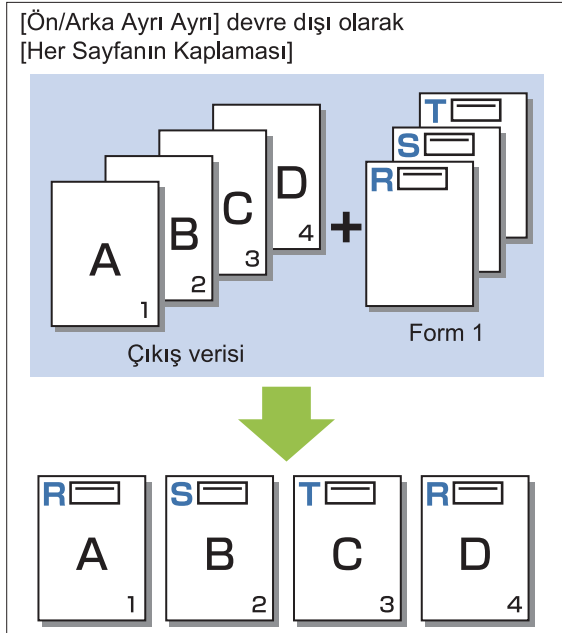 [Ön/Arka Ayrı Ayrı] devre dışı olarak
[Her Sayfanın Kaplaması]
A
1
B
2
C
3
D
4
+
R
S
T
Çıkış verisi
Form 1
R
A
1
S
B
2
T
C
3
R
D
4